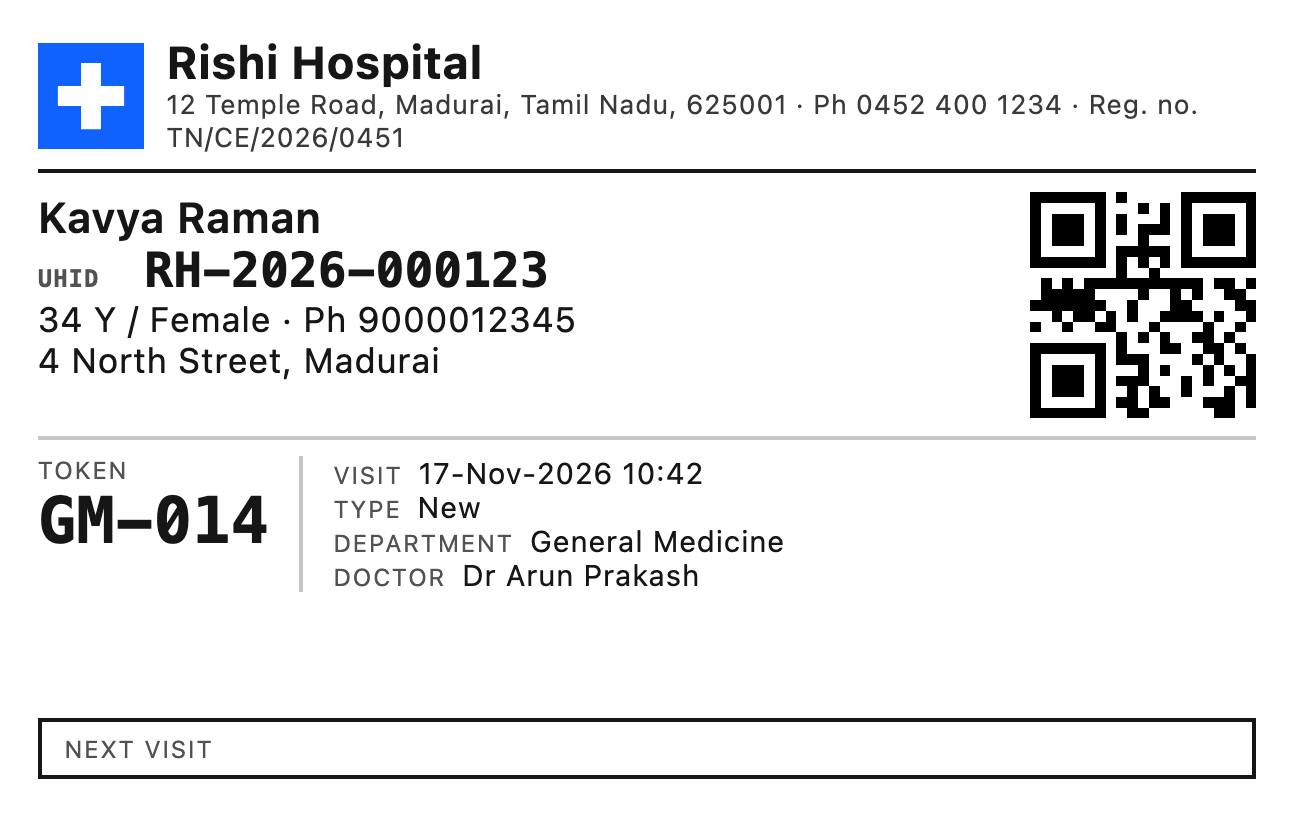 Rishi Hospital
12 Temple Road, Madurai, Tamil Nadu, 625001 · Ph 0452 400 1234 · Reg. no.
TN/CE/2026/0451
Kavya Raman
UHID RH–2026–000123
34 Y / Female · Ph 9000012345
4 North Street, Madurai
TOKEN
GM–014
VISIT 17-Nov-2026 10:42
TYPE New
DEPARTMENT General Medicine
DOCTOR Dr Arun Prakash
NEXT VISIT